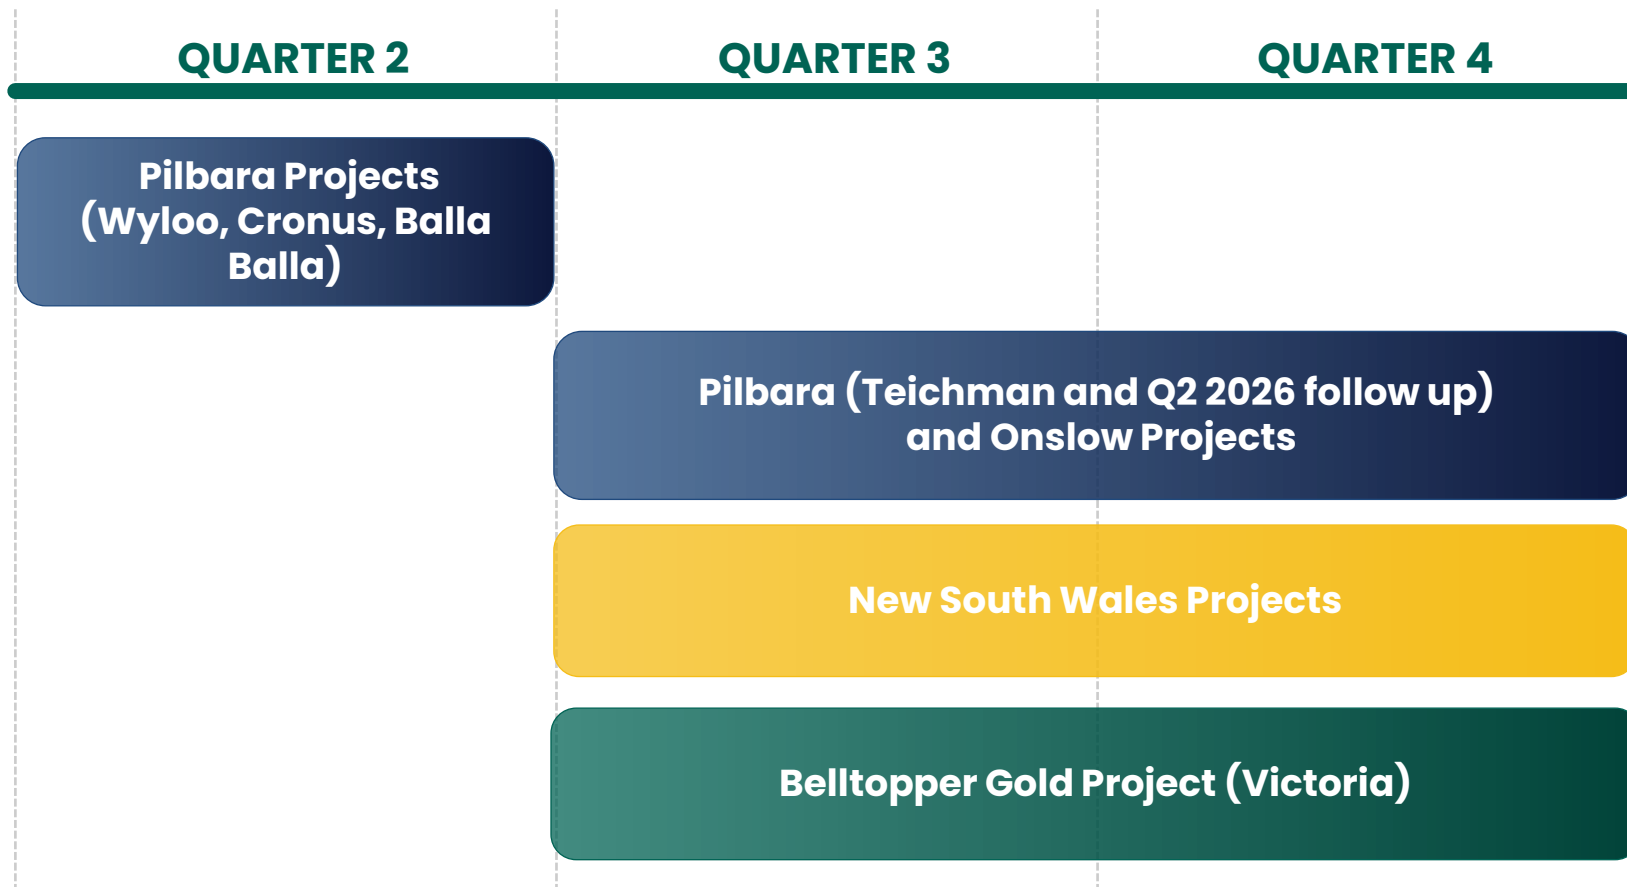 QUARTER 2
QUARTER 3
QUARTER 4
Pilbara Projects
(Wyloo, Cronus, Balla
Balla)
Pilbara (Teichman and Q2 2026 follow up)
and Onslow Projects
New South Wales Projects
Belltopper Gold Project (Victoria)